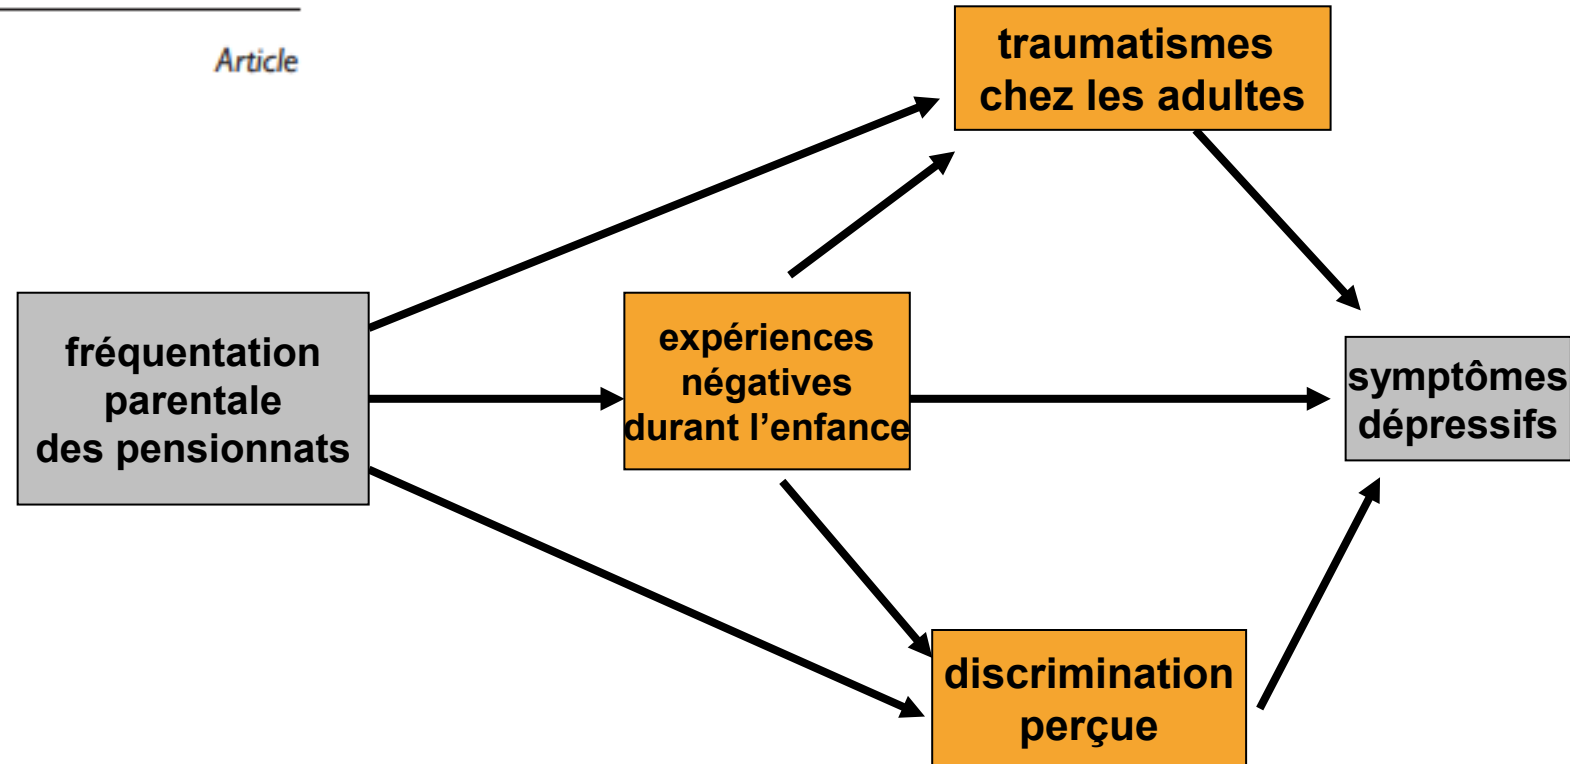 Article
traumatismes
chez les adultes
fréquentation
parentale
des pensionnats
expériences
négatives
durant l’enfance
symptômes
dépressifs
discrimination
perçue